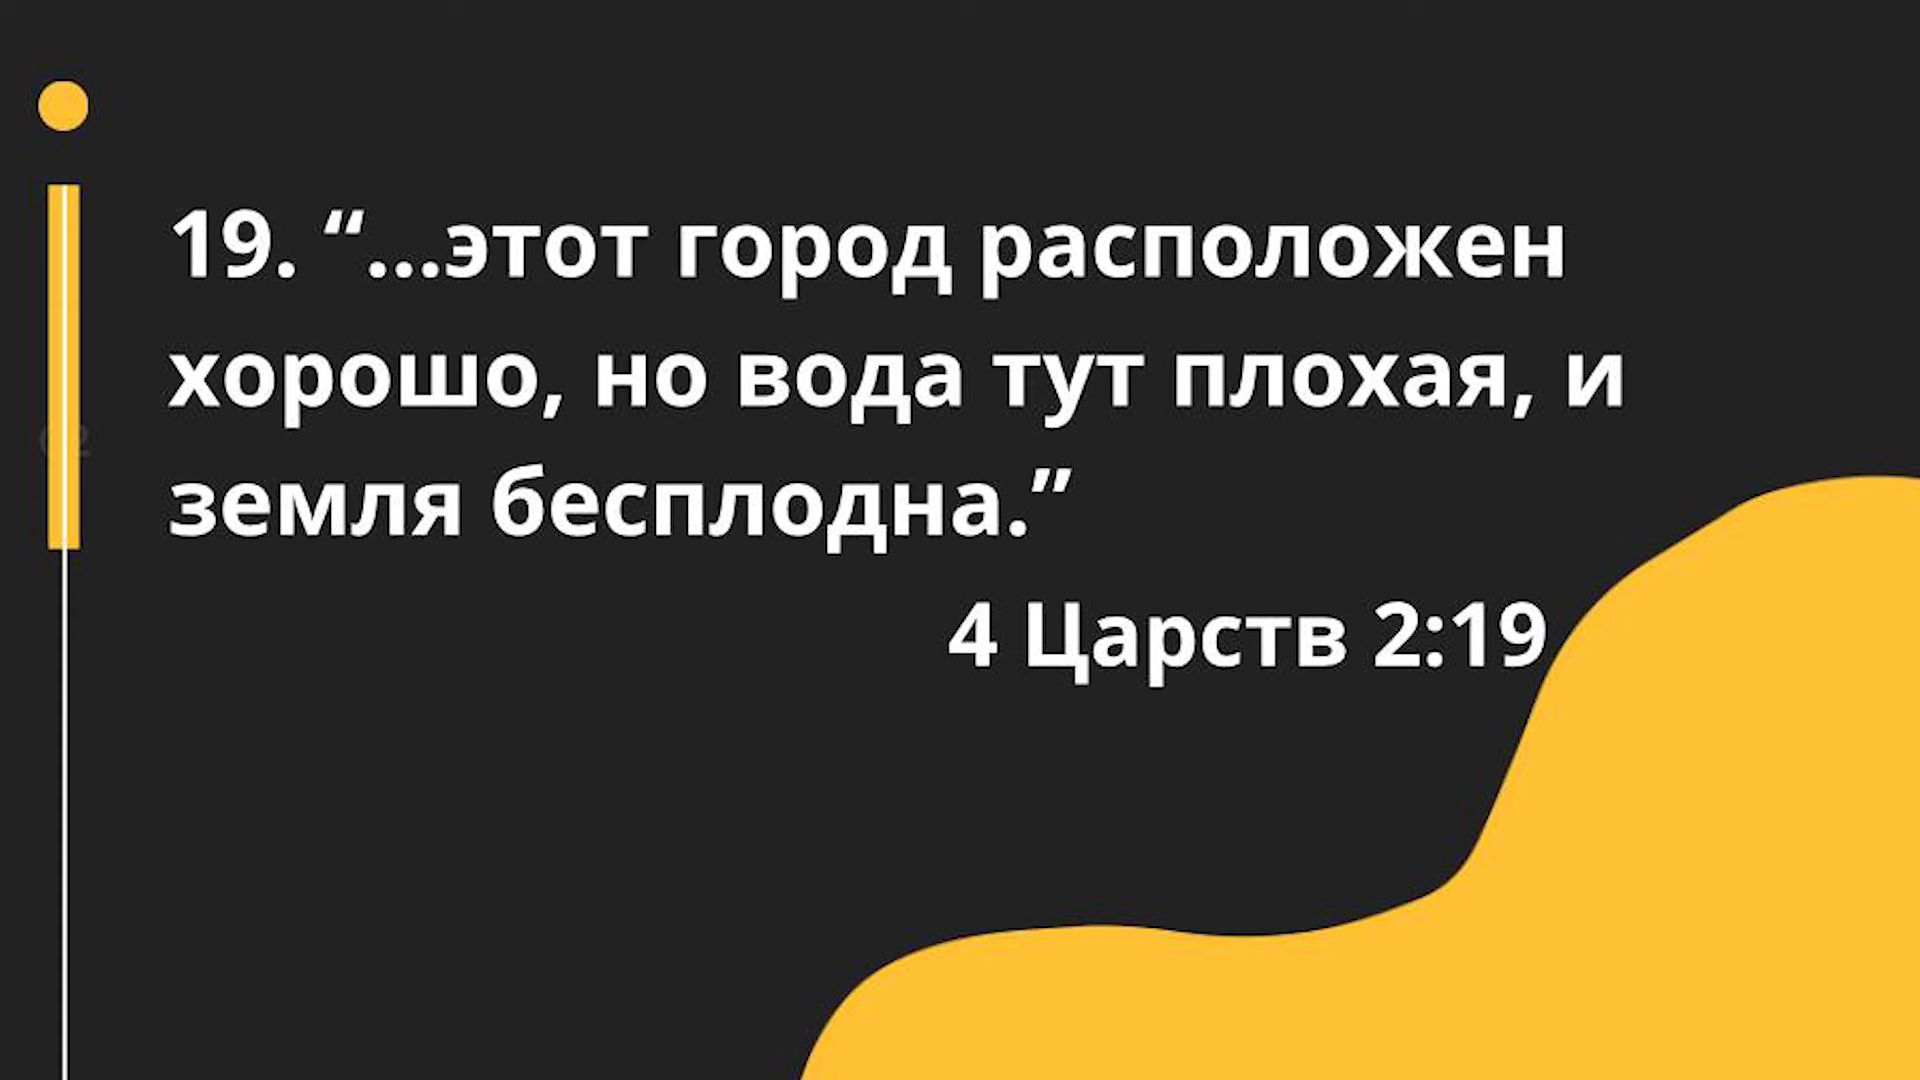 19. “...этот город расположен
хорошо, но вода тут плохая, и
земля бесплодна.”
4 Царств 2:19